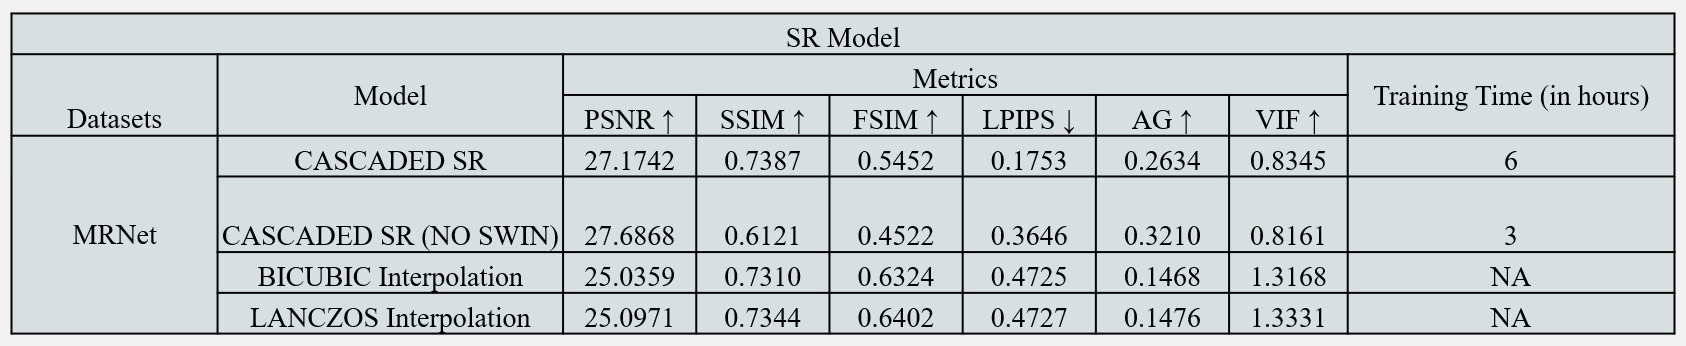 SR Model
Datasets Model Metrics Training Time (in hours)
PSNR ↑ SSIM ↑ FSIM ↑ LPIPS ↓ AG ↑ VIF ↑
MRNet CASCADED SR 27.1742 0.7387 0.5452 0.1753 0.2634 0.8345 6
CASCADED SR (NO SWIN) 27.6868 0.6121 0.4522 0.3646 0.3210 0.8161 3
BICUBIC Interpolation 25.0359 0.7310 0.6324 0.4725 0.1468 1.3168 NA
LANCZOS Interpolation 25.0971 0.7344 0.6402 0.4727 0.1476 1.3331 NA